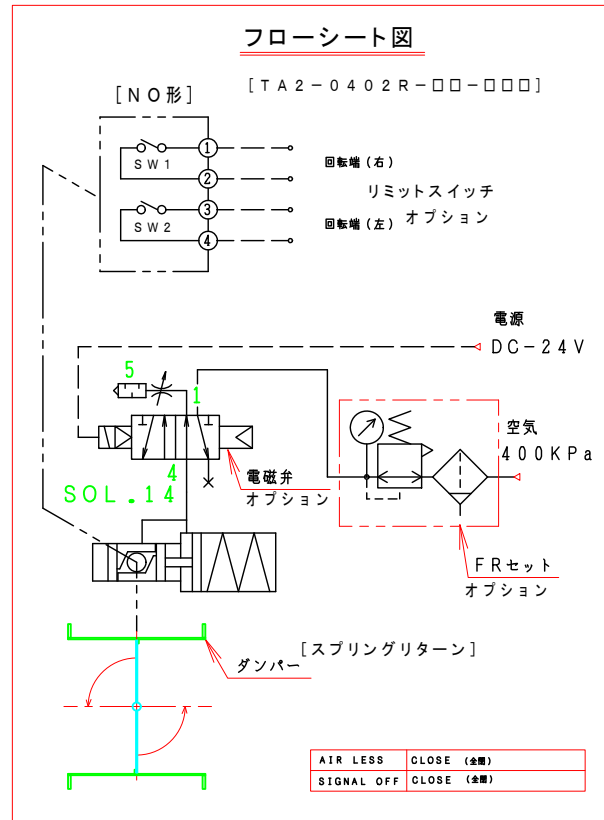 フローシート図
[TA2-0402R-□□-□□□]
[NO形]
SW1
1
2
回転端(右)
リミットスイッチ
オプション
SW2
3
4
回転端(左)
電源
DC-24V
5
1
4
SOL.14
電磁弁
オプション
空気
400KPa
FRセット
オプション
[スプリングリターン]
ダンパー
AIR LESS CLOSE (全閉)
SIGNAL OFF CLOSE (全閉)